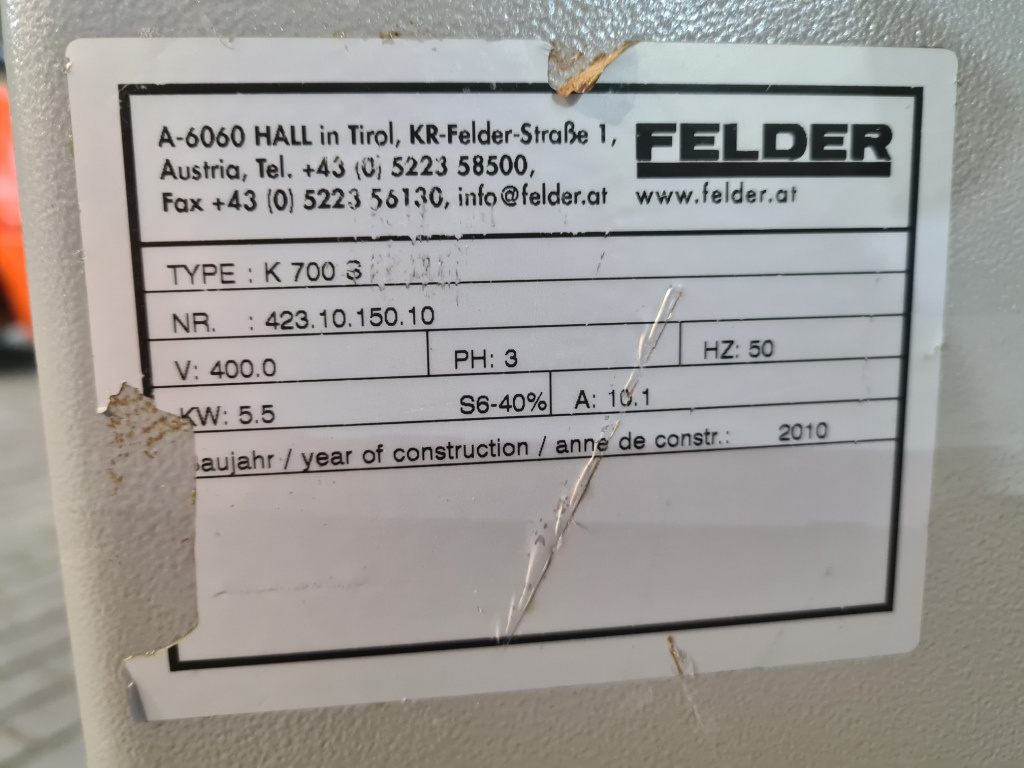 A-6060 HALL in Tirol, KR-Felder-Straße 1,
Austria, Tel. +43 (0) 5223 58500,
Fax +43 (0) 5223 56130, info@felder.at
FELDER
www.felder.at
TYPE : K 700
NR. : 423.10.150.10
V: 400.0 PH: 3 HZ: 50
KW: 5.5 S6-40% A: 10.1
Baujahr / year of construction / anne de constr.: 2010